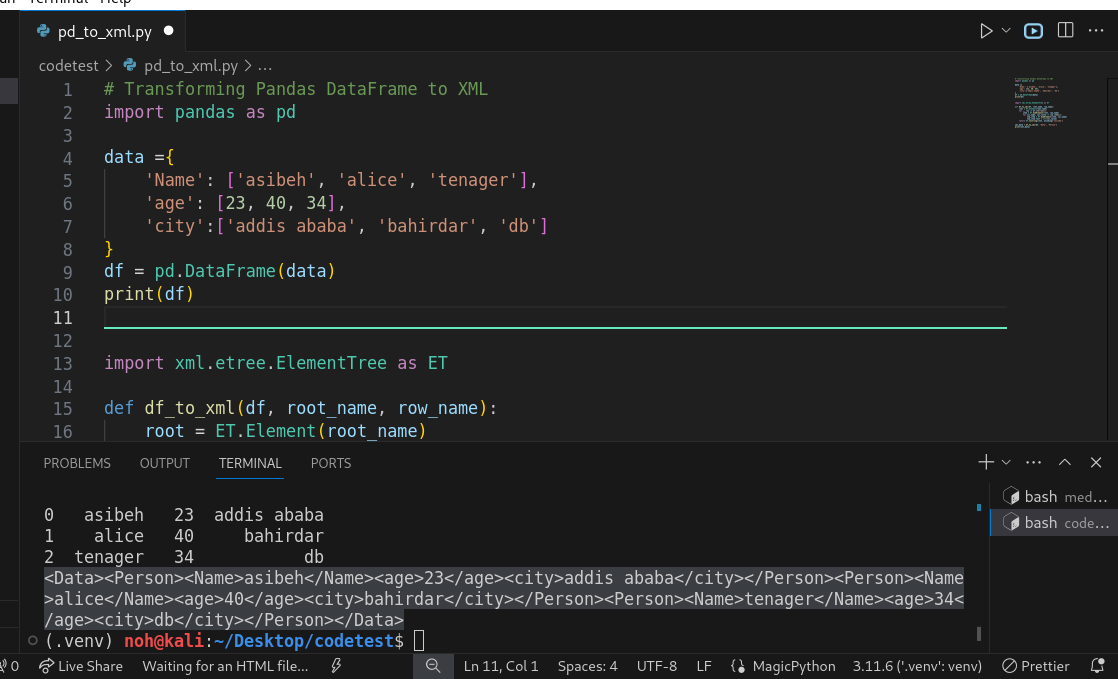 Terminal Help
pd_to_xml.py
codetest > pd_to_xml.py > ...
1 # Transforming Pandas DataFrame to XML
2 import pandas as pd
3
4 data ={
5     'Name': ['asibeh', 'alice', 'tenager'],
6     'age': [23, 40, 34],
7     'city':['addis ababa', 'bahirdar', 'db']
8 }
9 df = pd.DataFrame(data)
10 print(df)
11
12
13 import xml.etree.ElementTree as ET
14
15 def df_to_xml(df, root_name, row_name):
16     root = ET.Element(root_name)
PROBLEMS OUTPUT TERMINAL PORTS
0 asibeh 23 addis ababa
1 alice 40 bahirdar
2 tenager 34 db
<Data><Person><Name>asibeh</Name><age>23</age><city>addis ababa</city></Person><Person><Name
>alice</Name><age>40</age><city>bahirdar</city></Person><Person><Name>tenager</Name><age>34<
/age><city>db</city></Person></Data>
(.venv) noh@kali:~/Desktop/codetest$
bash med...
bash code...
0 Live Share Waiting for an HTML file... Ln 11, Col 1 Spaces: 4 UTF-8 LF MagicPython 3.11.6 ('.venv': venv) Prettier